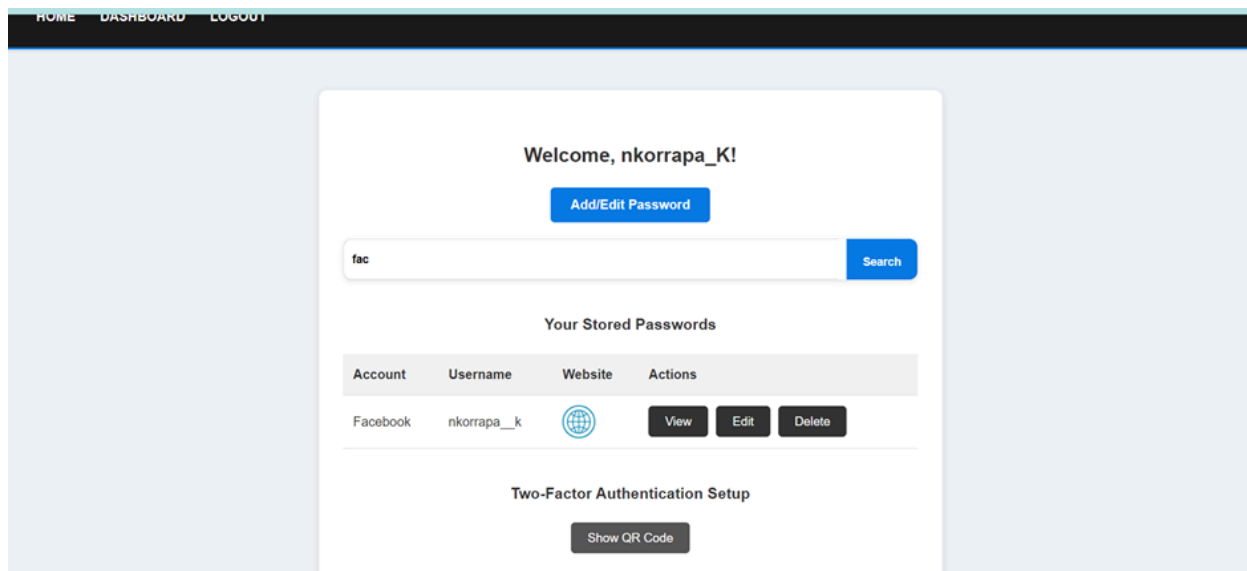 HOME DASHBOARD LOGOUT
Welcome, nkorrapa_K!
Add/Edit Password
fac Search
Your Stored Passwords
Account Username Website Actions
Facebook nkorrapa__k View Edit Delete
Two-Factor Authentication Setup
Show QR Code